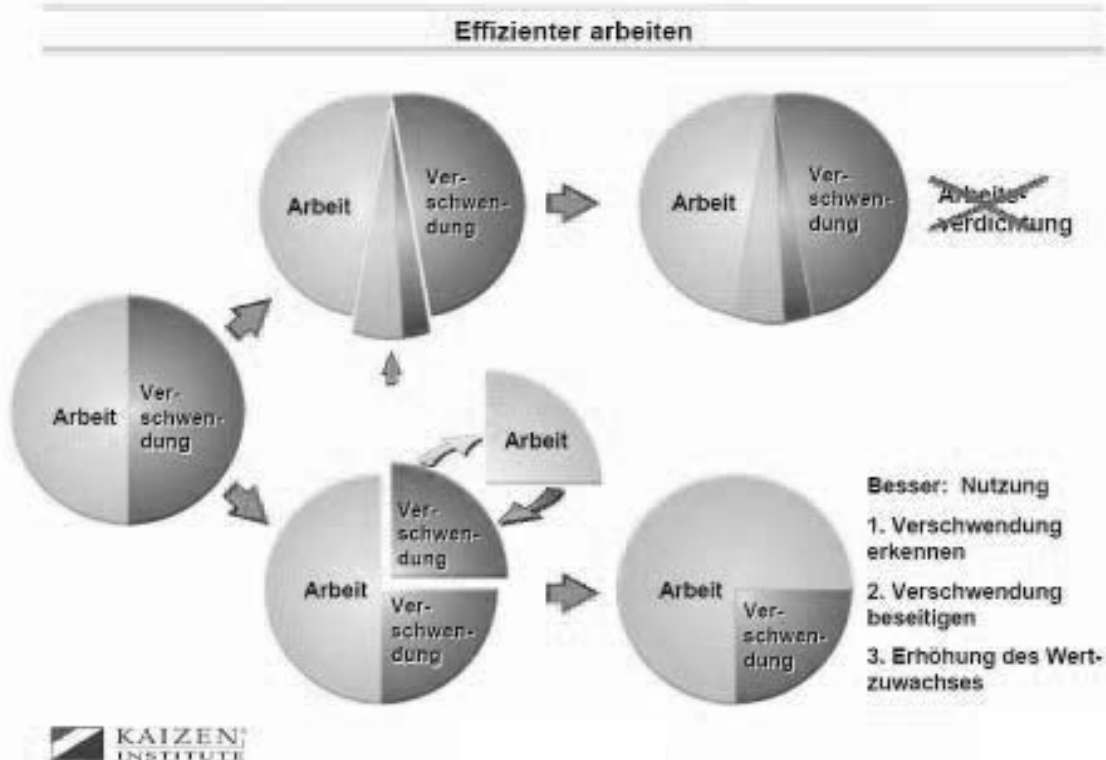 Effizienter arbeiten
Arbeit
Ver-
schwen-
dung
Arbeit
Ver-
schwen-
dung
Arbeits-
verdichtung
Arbeit
Ver-
schwen-
dung
Arbeit
Arbeit
Ver-
schwen-
dung
Ver-
schwen-
dung
Arbeit
Ver-
schwen-
dung
Besser: Nutzung
1. Verschwendung
erkennen
2. Verschwendung
beseitigen
3. Erhöhung des Wert-
zuwachses
KAIZEN
INSTITUTE